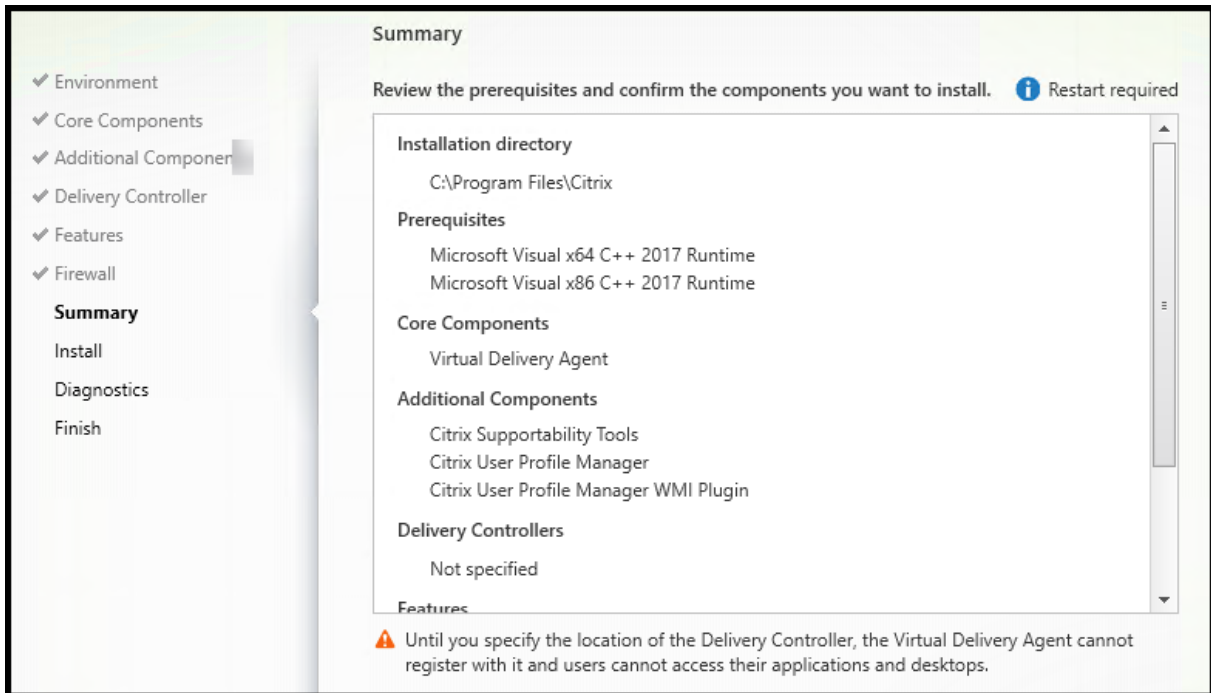 Summary
Environment
Core Components
Additional Componen
Delivery Controller
Features
Firewall
Summary
Install
Diagnostics
Finish
Review the prerequisites and confirm the components you want to install.
Restart required
Installation directory
C:\Program Files\Citrix
Prerequisites
Microsoft Visual x64 C++ 2017 Runtime
Microsoft Visual x86 C++ 2017 Runtime
Core Components
Virtual Delivery Agent
Additional Components
Citrix Supportability Tools
Citrix User Profile Manager
Citrix User Profile Manager WMI Plugin
Delivery Controllers
Not specified
Features
Until you specify the location of the Delivery Controller, the Virtual Delivery Agent cannot
register with it and users cannot access their applications and desktops.